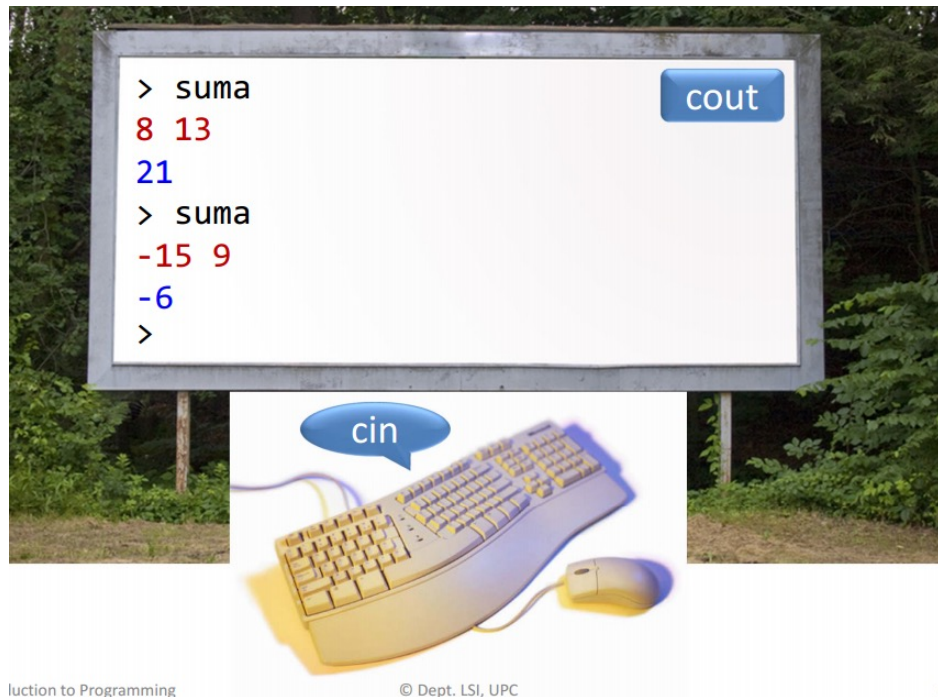 > suma
cout
8 13
21
> suma
-15 9
-6
>
cin
luction to Programming
© Dept. LSI, UPC